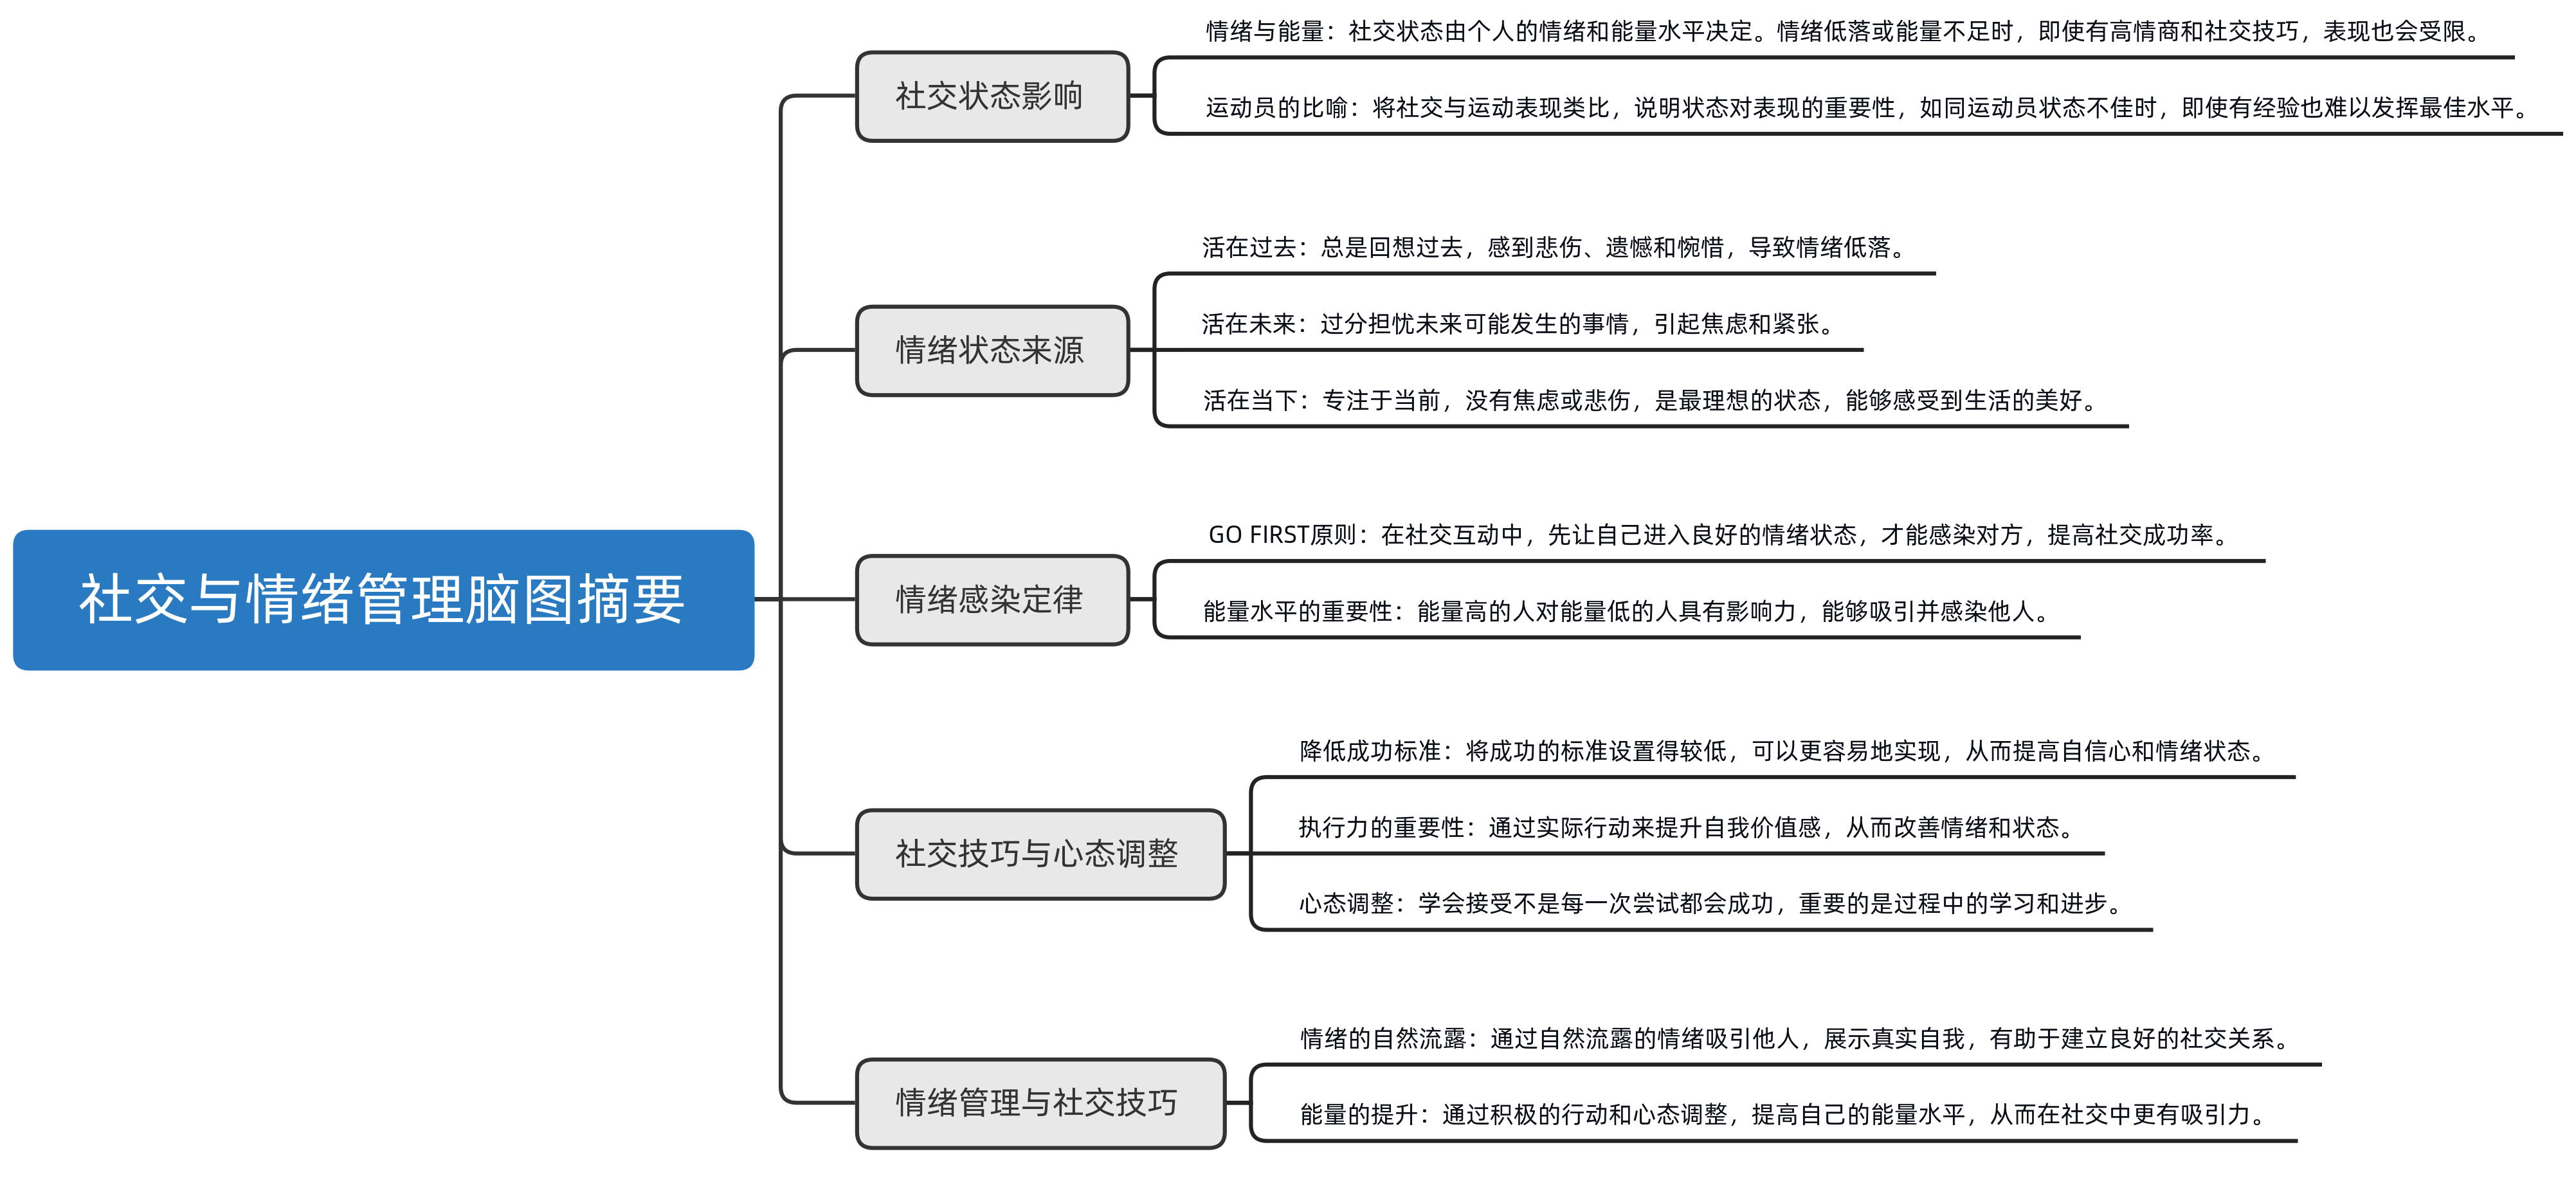 社交与情绪管理脑图摘要
社交状态影响
情绪与能量：社交状态由个人的情绪和能量水平决定。情绪低落或能量不足时，即使有高情商和社交技巧，表现也会受限。
运动员的比喻：将社交与运动表现类比，说明状态对表现的重要性，如同运动员状态不佳时，即使有经验也难以发挥最佳水平。
情绪状态来源
活在过去：总是回想过去，感到悲伤、遗憾和惋惜，导致情绪低落。
活在未来：过分担忧未来可能发生的事情，引起焦虑和紧张。
活在当下：专注于当前，没有焦虑或悲伤，是最理想的状态，能够感受到生活的美好。
情绪感染定律
GO FIRST原则：在社交互动中，先让自己进入良好的情绪状态，才能感染对方，提高社交成功率。
能量水平的重要性：能量高的人对能量低的人具有影响力，能够吸引并感染他人。
社交技巧与心态调整
降低成功标准：将成功的标准设置得较低，可以更容易地实现，从而提高自信心和情绪状态。
执行力的重要性：通过实际行动来提升自我价值感，从而改善情绪和状态。
心态调整：学会接受不是每一次尝试都会成功，重要的是过程中的学习和进步。
情绪管理与社交技巧
情绪的自然流露：通过自然流露的情绪吸引他人，展示真实自我，有助于建立良好的社交关系。
能量的提升：通过积极的行动和心态调整，提高自己的能量水平，从而在社交中更有吸引力。